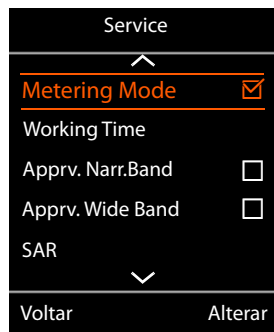 Service
Metering Mode
Working Time
Apprv. Narr.Band
Apprv. Wide Band
SAR
Voltar Alterar